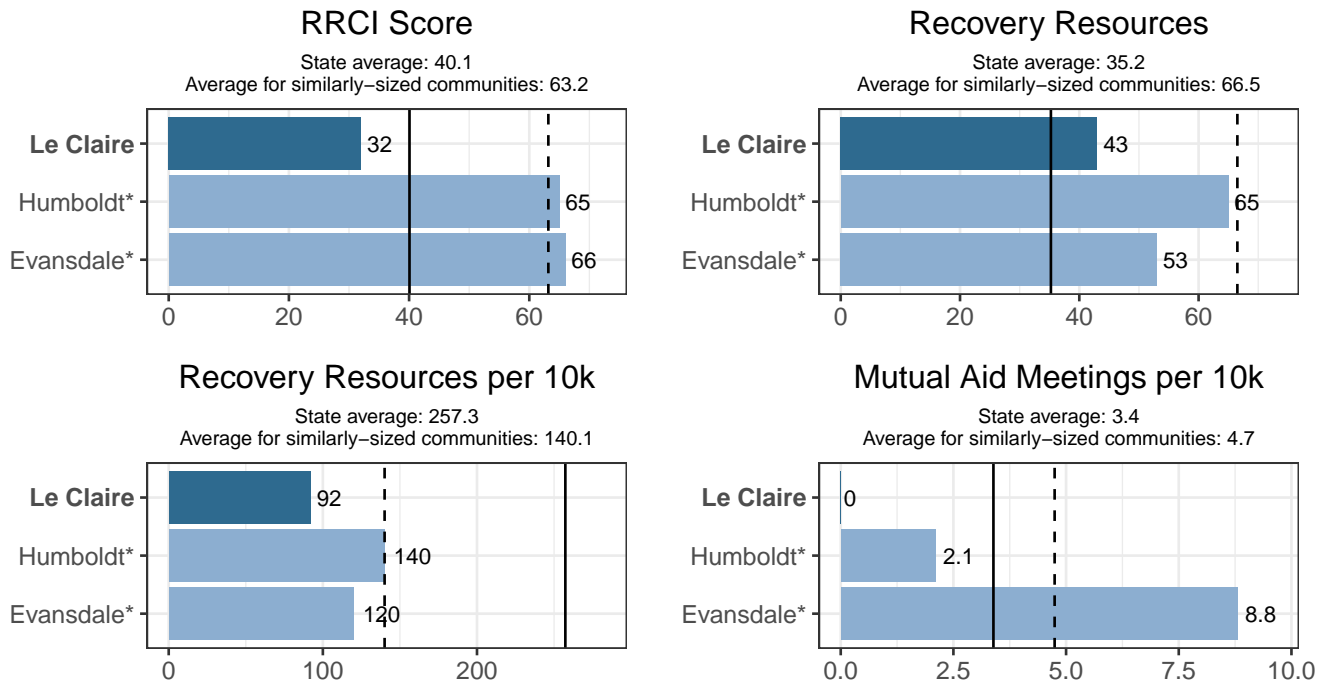 RRCI Score
State average: 40.1
Average for similarly−sized communities: 63.2
Le Claire
32
Humboldt*
65
Evansdale*
66
0 20 40 60
Recovery Resources
State average: 35.2
Average for similarly−sized communities: 66.5
Le Claire
43
Humboldt*
65
Evansdale*
53
0 20 40 60
Recovery Resources per 10k
State average: 257.3
Average for similarly−sized communities: 140.1
Le Claire
92
Humboldt*
140
Evansdale*
120
0 100 200
Mutual Aid Meetings per 10k
State average: 3.4
Average for similarly−sized communities: 4.7
Le Claire
0
Humboldt*
2.1
Evansdale*
8.8
0.0 2.5 5.0 7.5 10.0